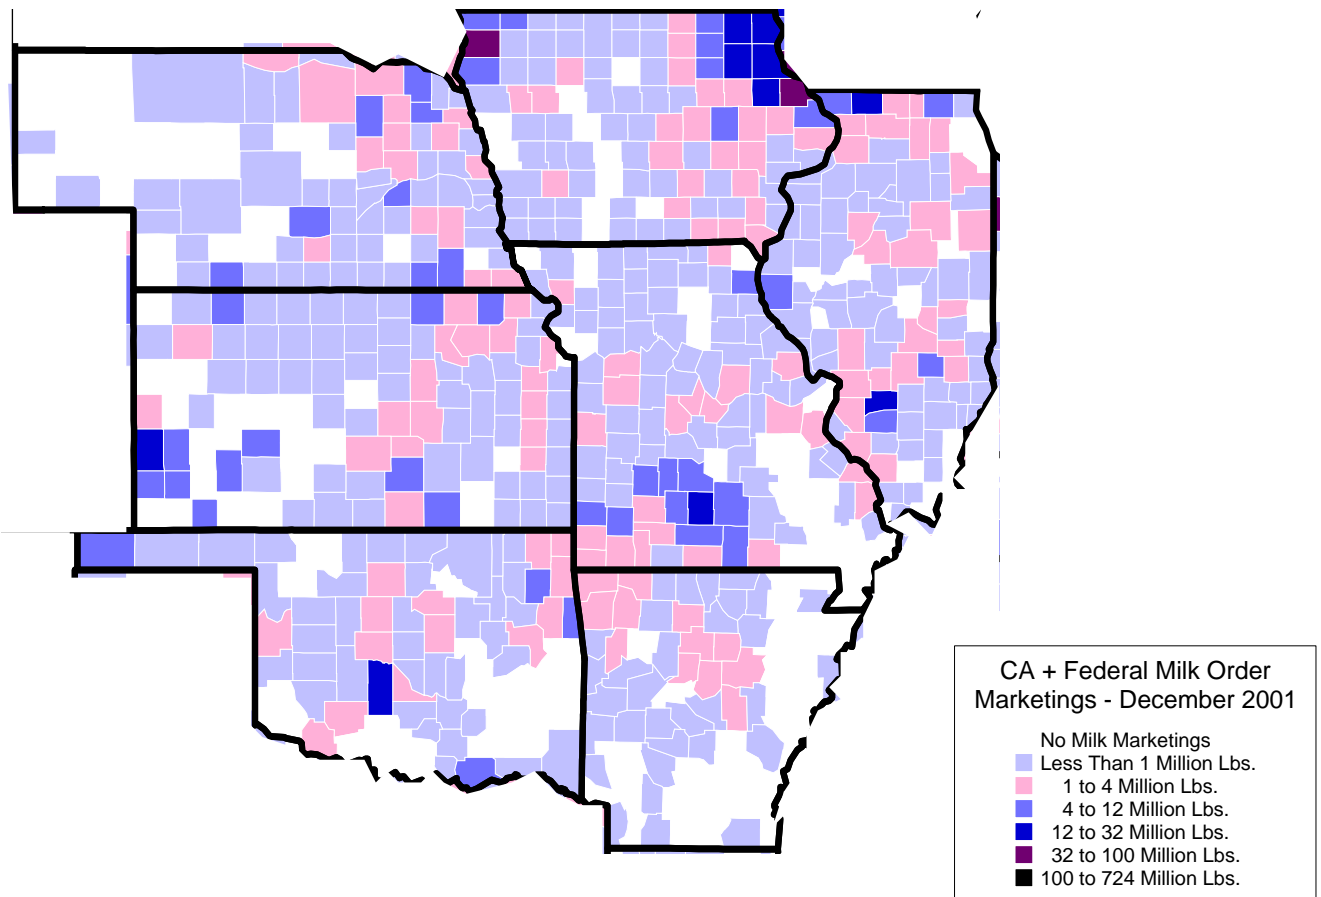 CA + Federal Milk Order
Marketings - December 2001
No Milk Marketings
Less Than 1 Million Lbs.
1 to 4 Million Lbs.
4 to 12 Million Lbs.
12 to 32 Million Lbs.
32 to 100 Million Lbs.
100 to 724 Million Lbs.